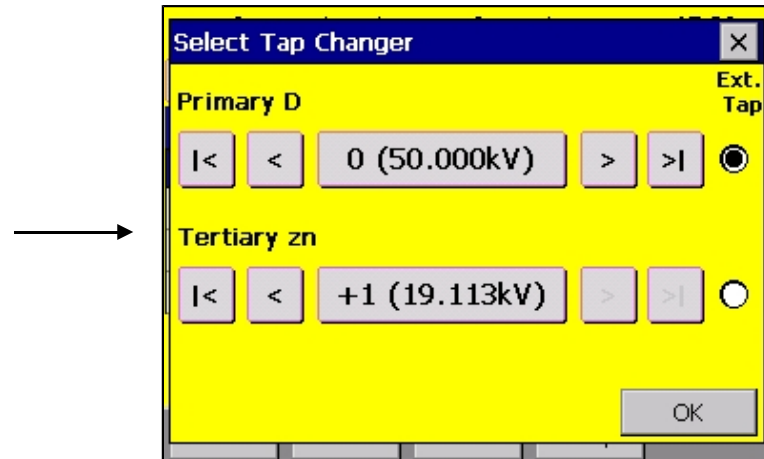 Select Tap Changer
Ext.
Tap
Primary D
|< < 0 (50.000kV) > >|
Tertiary zn
|< < +1 (19.113kV) > >|
OK